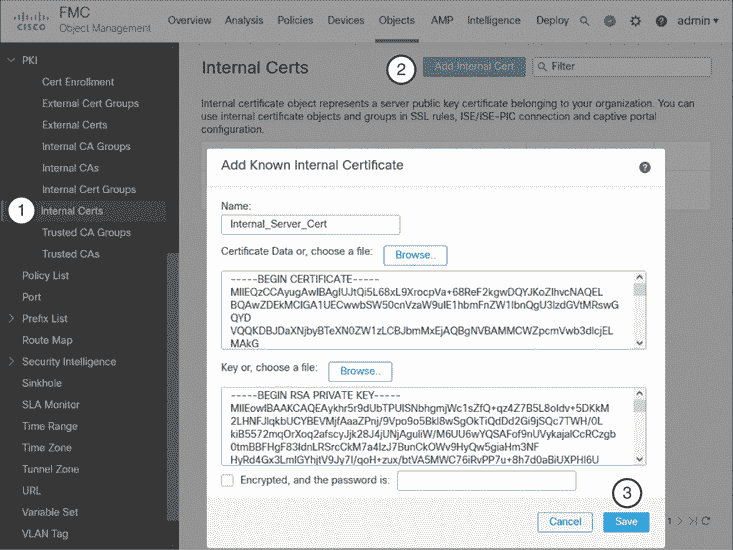 CISCO
FMC
Object Management
Overview Analysis Policies Devices Objects AMP Intelligence Deploy admin
PKI
Cert Enrollment
External Cert Groups
External Certs
Internal CA Groups
Internal CAs
Internal Cert Groups
1 Internal Certs
Trusted CA Groups
Trusted CAs
Policy List
Port
Prefix List
Route Map
Security Intelligence
Sinkhole
SLA Monitor
Time Range
Time Zone
Tunnel Zone
URL
Variable Set
VLAN Tag
Internal Certs 2 Add Internal Cert Filter
Internal certificate object represents a server public key certificate belonging to your organization. You can
use internal certificate objects and groups in SSL rules, ISE/ISE-PIC connection and captive portal
configuration.
Add Known Internal Certificate
Name:
Internal_Server_Cert
Certificate Data or, choose a file: Browse..
-----BEGIN CERTIFICATE-----
QYD
MAkG
Key or, choose a file: Browse..
-----BEGIN RSA PRIVATE KEY-----
Encrypted, and the password is:
3
Cancel Save
1